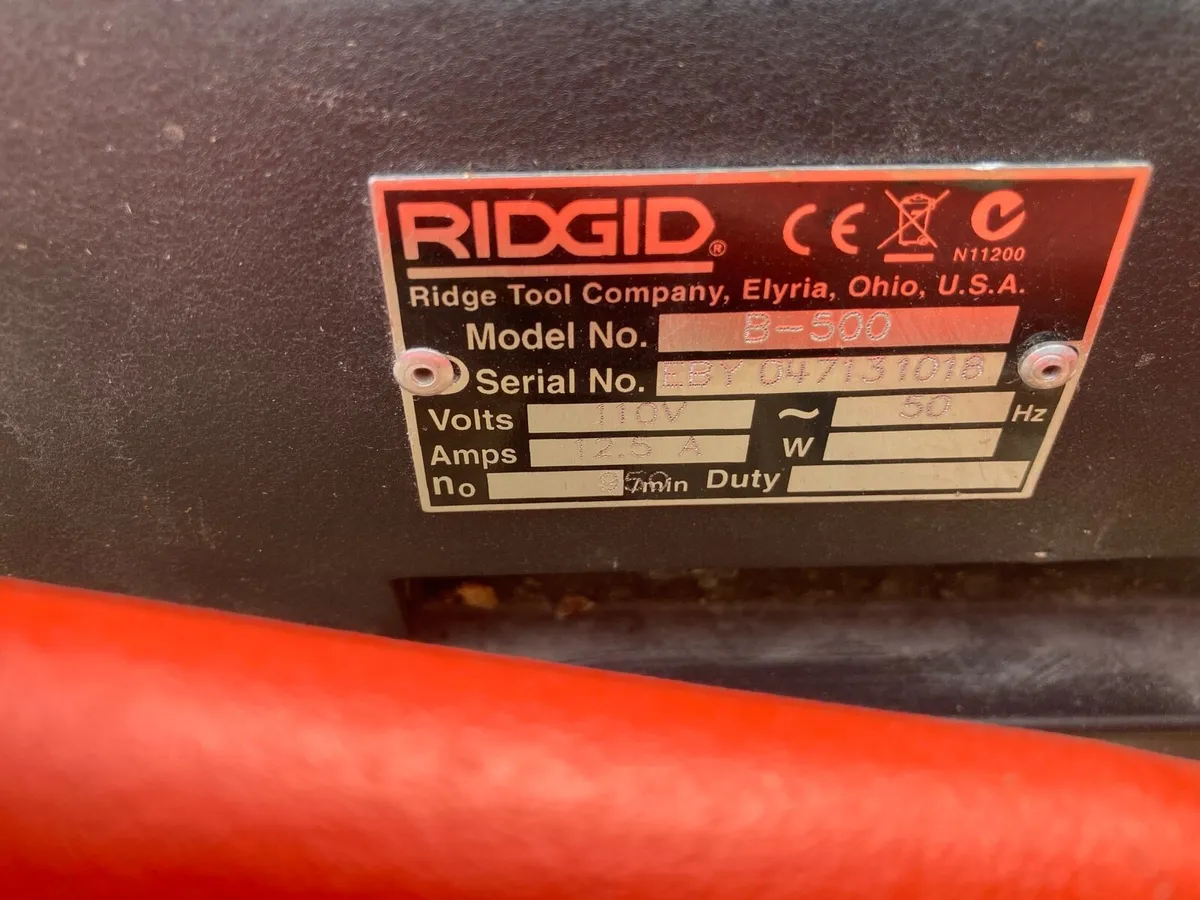 RIDGID®
CE
N11200
Ridge Tool Company, Elyria, Ohio, U.S.A.
Model No. B-500
Serial No. EBY 047131018
Volts 110V ~ 50 Hz
Amps 12.5 A W
no 950 /min Duty